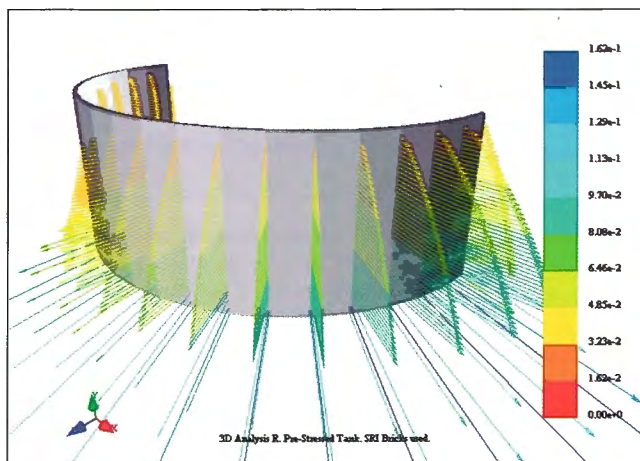 1.62e-1
1.45e-1
1.29e-1
1.13e-1
9.70e-2
8.08e-2
6.46e-2
4.85e-2
3.23e-2
1.62e-2
0.00e+0
3D Analysis R. Pre-Stressed Tank. SRI Bricks used.